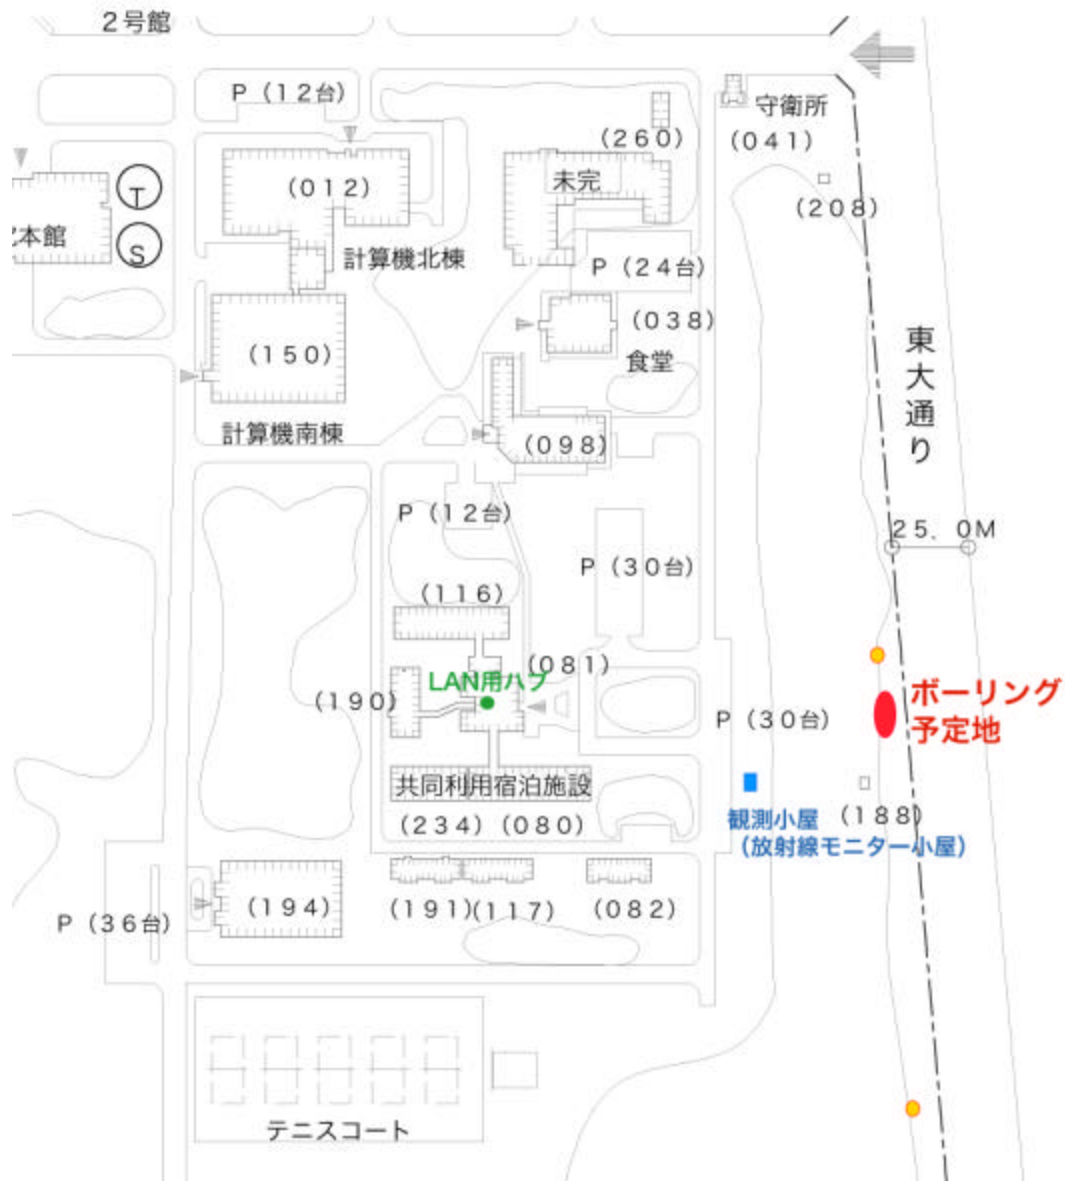 ２号館
Ｐ（１２台）
守衛所
（２６０）
（０４１）
（０１２）
未完
Ｔ
（２０８）
本館
Ｓ
計算機北棟
Ｐ（２４台）
（０３８）
（１５０）
食堂
東大通り
計算機南棟
（０９８）
Ｐ（１２台）
２５．０Ｍ
Ｐ（３０台）
（１１６）
（０８１）
LAN用ハブ
（１９０）
ボーリング
予定地
Ｐ（３０台）
共同利用宿泊施設
（２３４）（０８０）
観測小屋
（１８８）
（放射線モニター小屋）
（１９４）
（１９１）（１１７）
（０８２）
Ｐ（３６台）
テニスコート